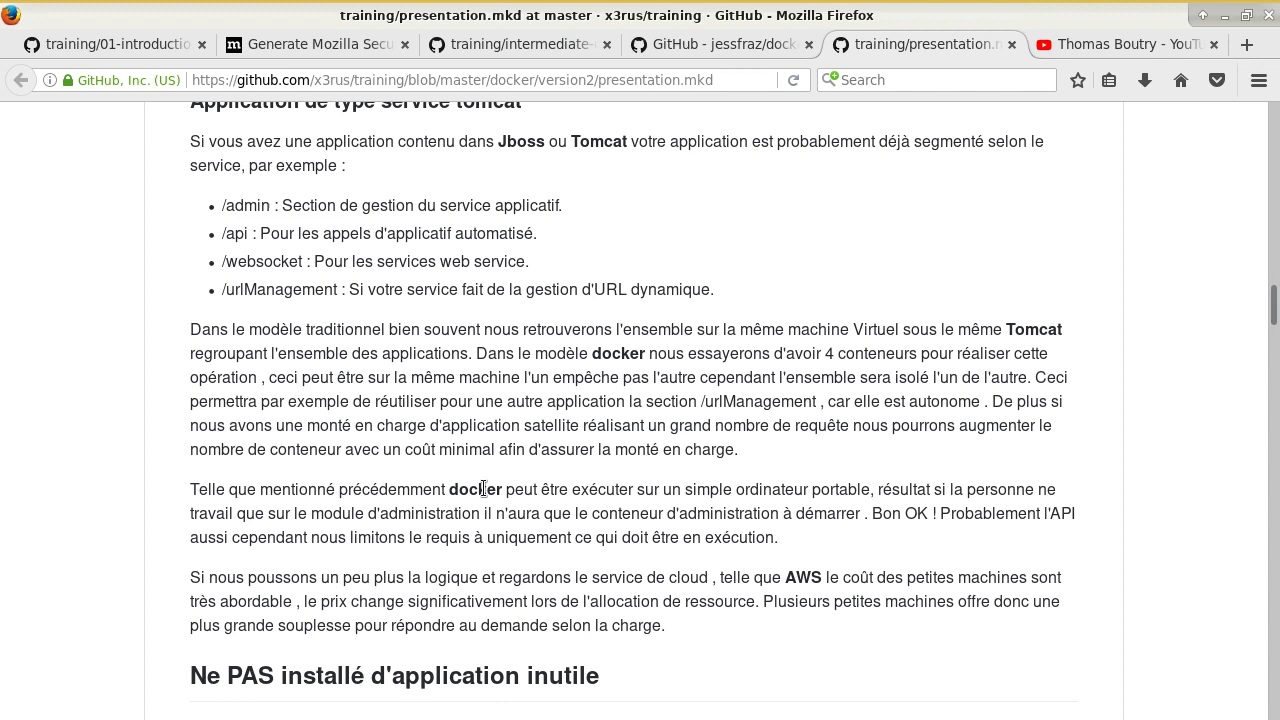 training/presentation.mkd at master · x3rus/training · GitHub - Mozilla Firefox
training/01-introductio
Generate Mozilla Secu
training/intermediate-
GitHub - jessfraz/dock
training/presentation.m
Thomas Boutry - YouTu
GitHub, Inc. (US)
https://github.com/x3rus/training/blob/master/docker/version2/presentation.mkd
Search
Application de type service tomcat
Si vous avez une application contenu dans Jboss ou Tomcat votre application est probablement déjà segmenté selon le
service, par exemple :
• /admin : Section de gestion du service applicatif.
• /api : Pour les appels d'applicatif automatisé.
• /websocket : Pour les services web service.
• /urlManagement : Si votre service fait de la gestion d'URL dynamique.
Dans le modèle traditionnel bien souvent nous retrouverons l'ensemble sur la même machine Virtuel sous le même Tomcat
regroupant l'ensemble des applications. Dans le modèle docker nous essayerons d'avoir 4 conteneurs pour réaliser cette
opération , ceci peut être sur la même machine l'un empêche pas l'autre cependant l'ensemble sera isolé l'un de l'autre. Ceci
permettra par exemple de réutiliser pour une autre application la section /urlManagement , car elle est autonome . De plus si
nous avons une monté en charge d'application satellite réalisant un grand nombre de requête nous pourrons augmenter le
nombre de conteneur avec un coût minimal afin d'assurer la monté en charge.
Telle que mentionné précédemment docker peut être exécuter sur un simple ordinateur portable, résultat si la personne ne
travail que sur le module d'administration il n'aura que le conteneur d'administration à démarrer . Bon OK ! Probablement l'API
aussi cependant nous limitons le requis à uniquement ce qui doit être en exécution.
Si nous poussons un peu plus la logique et regardons le service de cloud , telle que AWS le coût des petites machines sont
très abordable , le prix change significativement lors de l'allocation de ressource. Plusieurs petites machines offre donc une
plus grande souplesse pour répondre au demande selon la charge.
Ne PAS installé d'application inutile